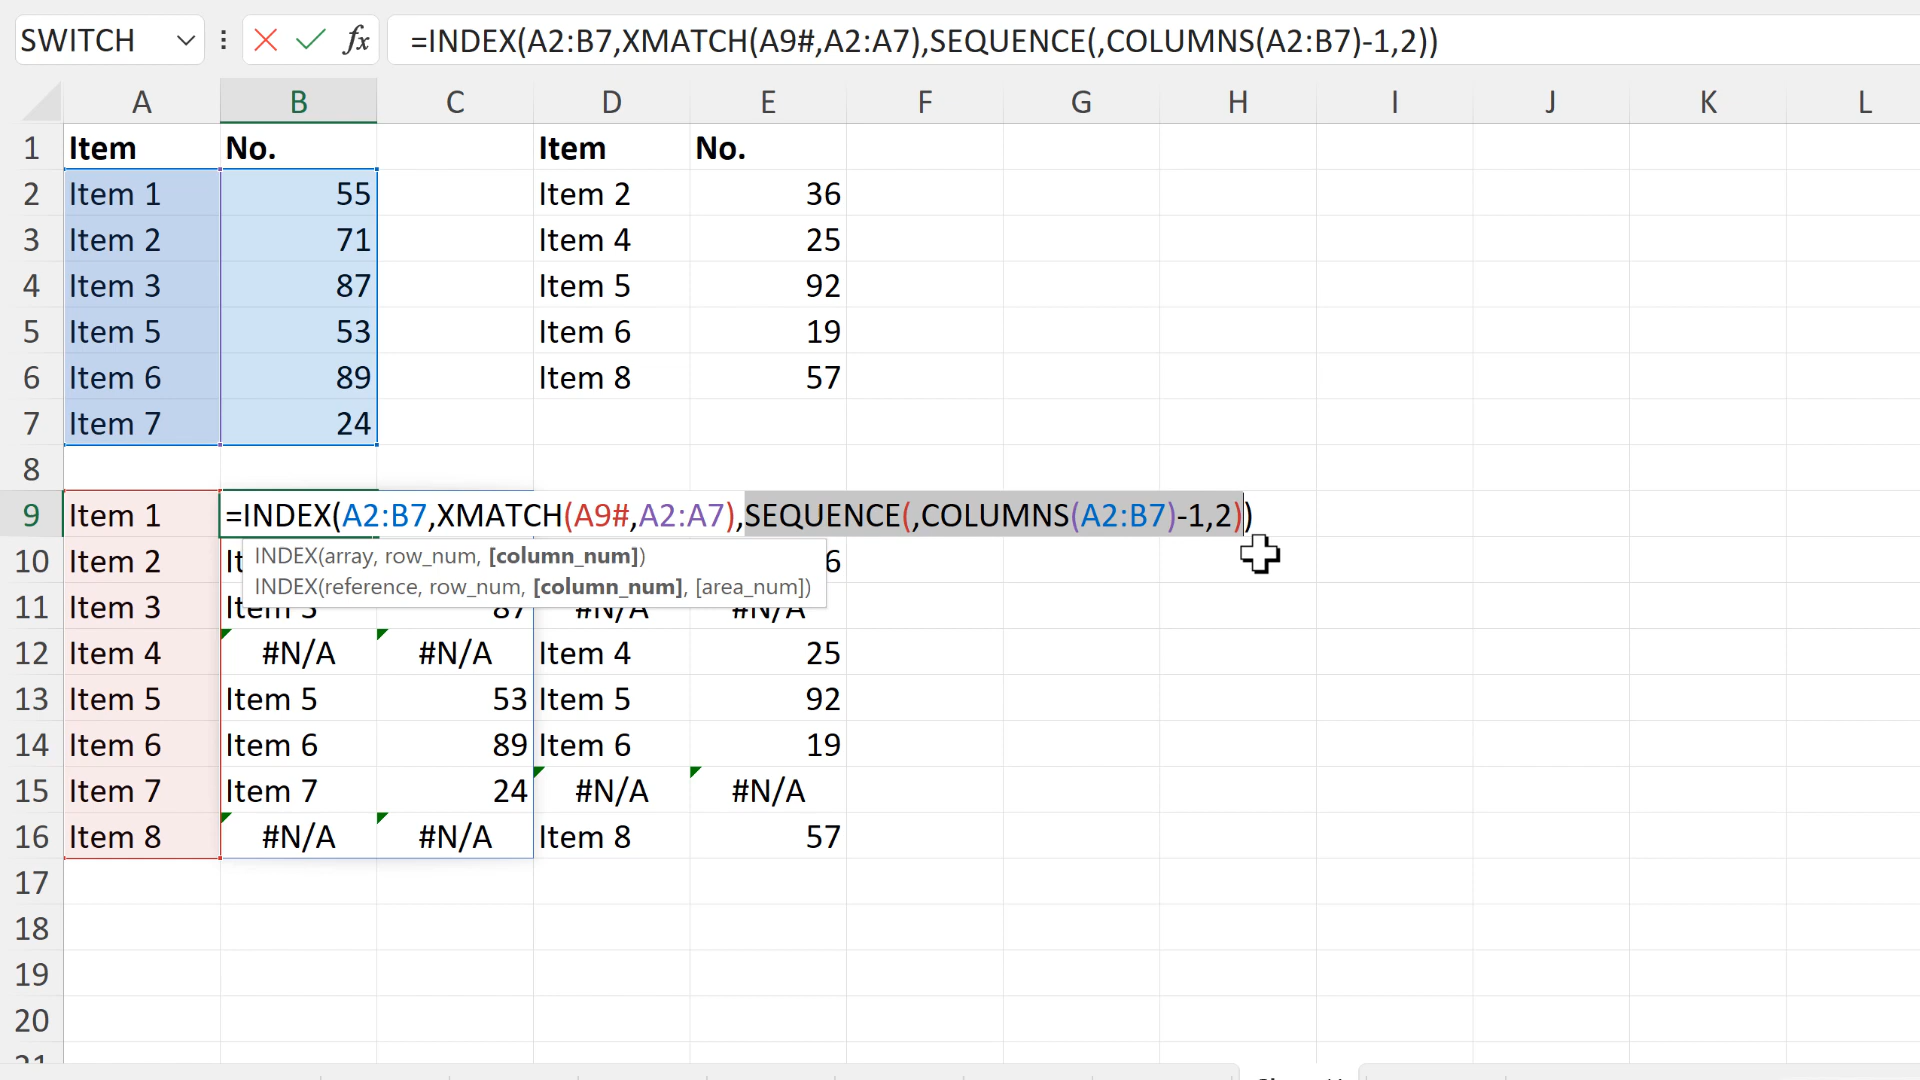 SWITCH fx =INDEX(A2:B7,XMATCH(A9#,A2:A7),SEQUENCE(,COLUMNS(A2:B7)-1,2))
A B C D E F G H I J K L
1 Item No. Item No.
2 Item 1 55 Item 2 36
3 Item 2 71 Item 4 25
4 Item 3 87 Item 5 92
5 Item 5 53 Item 6 19
6 Item 6 89 Item 8 57
7 Item 7 24
8
9 Item 1 =INDEX(A2:B7,XMATCH(A9#,A2:A7),SEQUENCE(,COLUMNS(A2:B7)-1,2))
INDEX(array, row_num, [column_num])
10 Item 2 6
INDEX(reference, row_num, [column_num], [area_num])
11 Item 3 Item 3 87 #N/A #N/A
12 Item 4 #N/A #N/A Item 4 25
13 Item 5 Item 5 53 Item 5 92
14 Item 6 Item 6 89 Item 6 19
15 Item 7 Item 7 24 #N/A #N/A
16 Item 8 #N/A #N/A Item 8 57
17
18
19
20
21